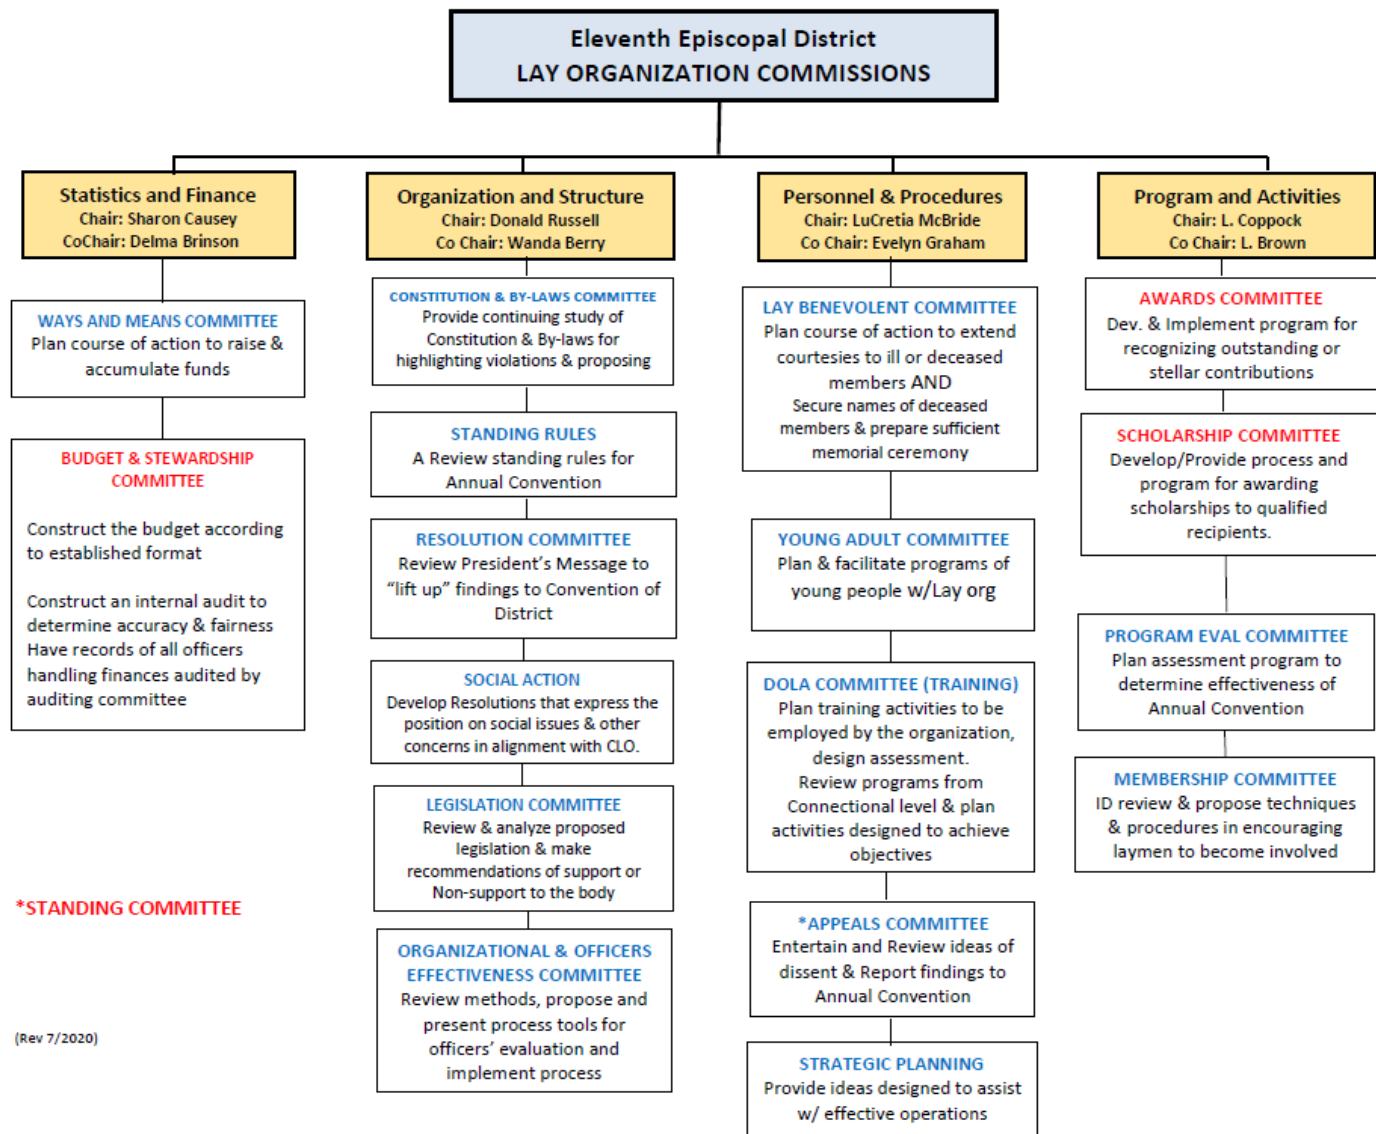 Eleventh Episcopal District
LAY ORGANIZATION COMMISSIONS
Statistics and Finance
Chair: Sharon Causey
CoChair: Delma Brinson
WAYS AND MEANS COMMITTEE
Plan course of action to raise &
accumulate funds
BUDGET & STEWARDSHIP
COMMITTEE
Construct the budget according
to established format
Construct an internal audit to
determine accuracy & fairness
Have records of all officers
handling finances audited by
auditing committee
*STANDING COMMITTEE
(Rev 7/2020)
Organization and Structure
Chair: Donald Russell
Co Chair: Wanda Berry
CONSTITUTION & BY-LAWS COMMITTEE
Provide continuing study of
Constitution & By-laws for
highlighting violations & proposing
STANDING RULES
A Review standing rules for
Annual Convention
RESOLUTION COMMITTEE
Review President’s Message to
“lift up” findings to Convention of
District
SOCIAL ACTION
Develop Resolutions that express the
position on social issues & other
concerns in alignment with CLO.
LEGISLATION COMMITTEE
Review & analyze proposed
legislation & make
recommendations of support or
Non-support to the body
ORGANIZATIONAL & OFFICERS
EFFECTIVENESS COMMITTEE
Review methods, propose and
present process tools for
officers’ evaluation and
implement process
Personnel & Procedures
Chair: LuCretia McBride
Co Chair: Evelyn Graham
LAY BENEVOLENT COMMITTEE
Plan course of action to extend
courtesies to ill or deceased
members AND
Secure names of deceased
members & prepare sufficient
memorial ceremony
YOUNG ADULT COMMITTEE
Plan & facilitate programs of
young people w/Lay org
DOLA COMMITTEE (TRAINING)
Plan training activities to be
employed by the organization,
design assessment.
Review programs from
Connectional level & plan
activities designed to achieve
objectives
*APPEALS COMMITTEE
Entertain and Review ideas of
dissent & Report findings to
Annual Convention
STRATEGIC PLANNING
Provide ideas designed to assist
w/ effective operations
Program and Activities
Chair: L. Coppock
Co Chair: L. Brown
AWARDS COMMITTEE
Dev. & Implement program for
recognizing outstanding or
stellar contributions
SCHOLARSHIP COMMITTEE
Develop/Provide process and
program for awarding
scholarships to qualified
recipients.
PROGRAM EVAL COMMITTEE
Plan assessment program to
determine effectiveness of
Annual Convention
MEMBERSHIP COMMITTEE
ID review & propose techniques
& procedures in encouraging
laymen to become involved